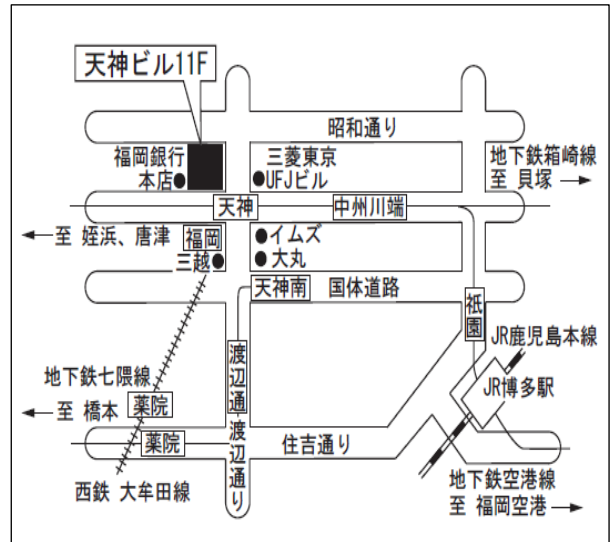 天神ビル11F
昭和通り
福岡銀行
本店
三菱東京
UFJビル
地下鉄箱崎線
至 貝塚
天神
中州川端
至 姪浜、唐津
福岡
三越
イムズ
大丸
天神南
国体道路
祇園
JR鹿児島本線
JR博多駅
渡辺通
地下鉄七隈線
至 橋本
薬院
薬院
渡辺通り
住吉通り
西鉄 大牟田線
地下鉄空港線
至 福岡空港